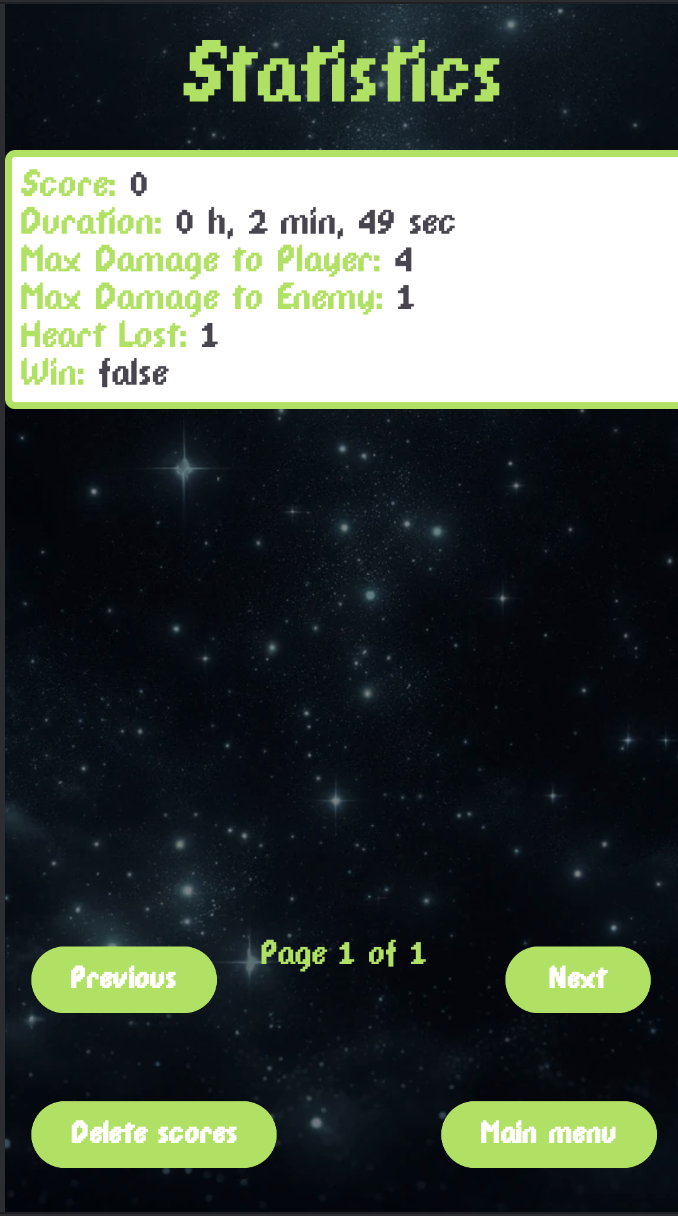 Statistics
Score: 0
Duration: 0 h, 2 min, 49 sec
Max Damage to Player: 4
Max Damage to Enemy: 1
Heart Lost: 1
Win: false
Page 1 of 1
Previous
Next
Delete scores
Main menu